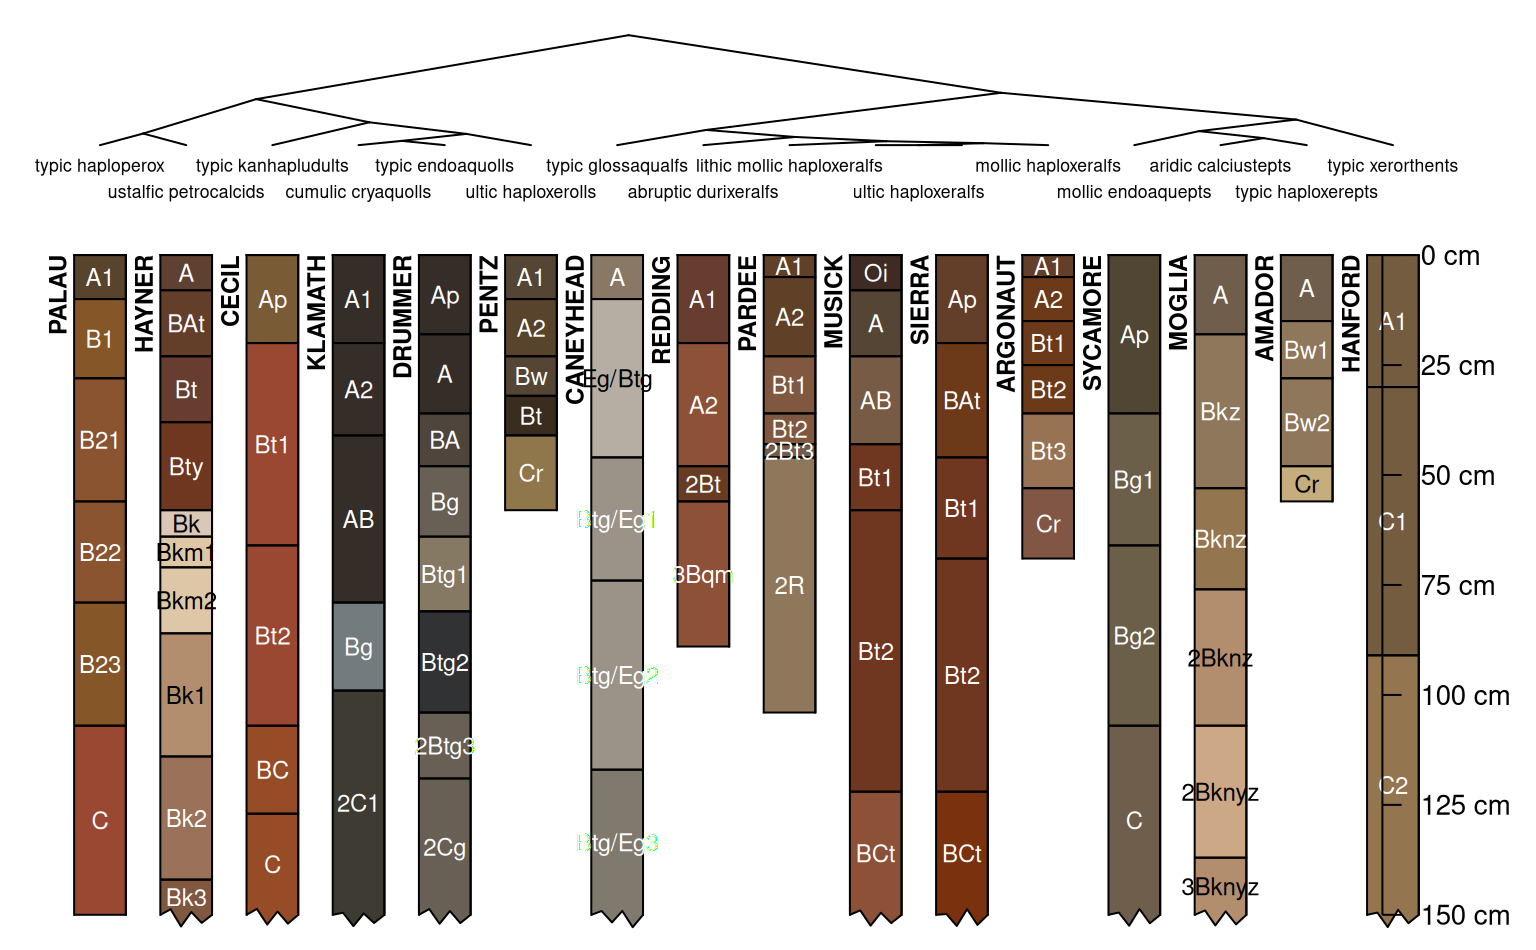 typic haploperox typic kanhapludults typic endoaquolls typic glossaqualfs lithic mollic haploxeralfs mollic haploxeralfs aridic calciustepts typic xerorthents
ustalfic petrocalcids cumulic cryaquolls ultic haploxerolls abruptic durixeralfs ultic haploxeralfs mollic endoaquepts typic haploxerepts
PALAU
A1
B1
B21
B22
B23
C
HAYNER
A
BAt
Bt
Bty
Bk
Bkm1
Bkm2
Bk1
Bk2
Bk3
CECIL
Ap
Bt1
Bt2
BC
C
KLAMATH
A1
A2
AB
Bg
2C1
DRUMMER
Ap
A
BA
Bg
Btg1
Btg2
2Btg3
2Cg
PENTZ
A1
A2
Bw
Bt
Cr
CANEYHEAD
A
Eg/Btg
Btg/Eg1
Btg/Eg2
Btg/Eg3
REDDING
A1
A2
2Bt
3Bqm
PARDEE
A1
A2
Bt1
Bt2
2Bt3
2R
MUSICK
Oi
A
AB
Bt1
Bt2
BCt
SIERRA
Ap
BAt
Bt1
Bt2
BCt
ARGONAUT
A1
A2
Bt1
Bt2
Bt3
Cr
SYCAMORE
Ap
Bg1
Bg2
C
MOGLIA
A
Bkz
Bknz
2Bknz
2Bknyz
3Bknyz
AMADOR
A
Bw1
Bw2
Cr
HANFORD
A1
C1
C2
0 cm
25 cm
50 cm
75 cm
100 cm
125 cm
150 cm